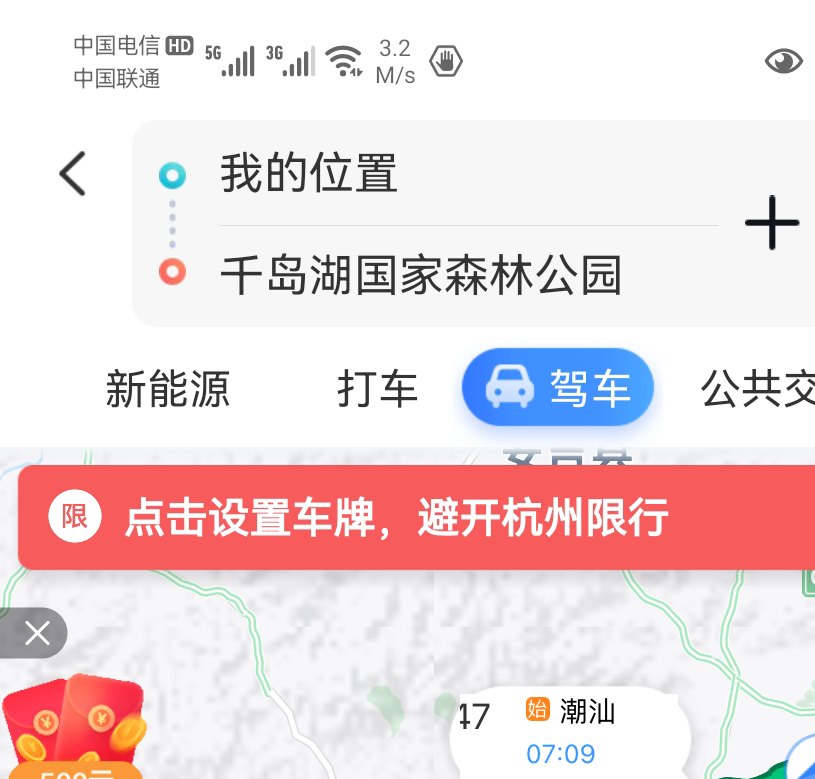 中国电信 HD 5G 3G 3.2
中国联通 M/s
我的位置
千岛湖国家森林公园
新能源 打车 驾车 公共交
限 点击设置车牌，避开杭州限行
47 始 潮汕
07:09